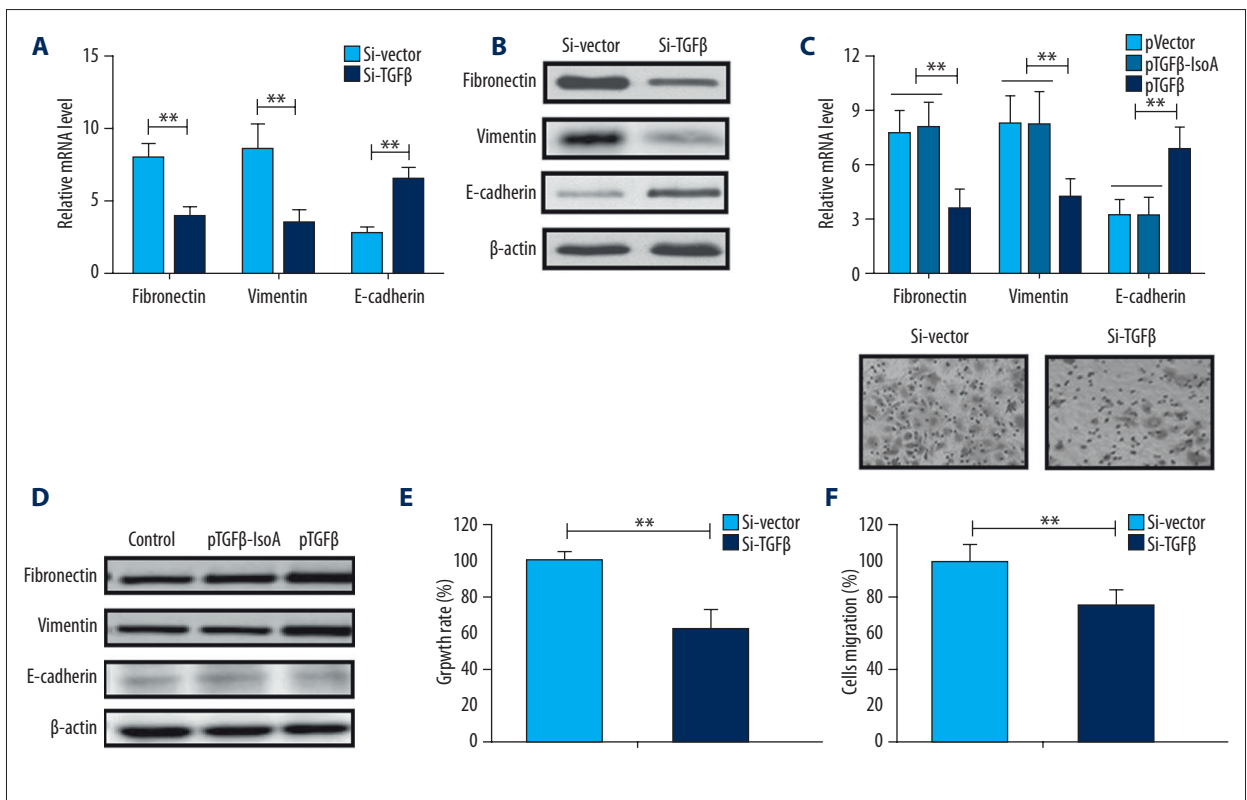 A
Si-vector
Si-TGFβ
15
10
5
0
Relative mRNA level
**
**
**
Fibronectin Vimentin E-cadherin
B
Si-vector Si-TGFβ
Fibronectin
Vimentin
E-cadherin
β-actin
C
pVector
pTGFβ-IsoA
pTGFβ
12
9
6
3
0
Relative mRNA level
**
**
**
Fibronectin Vimentin E-cadherin
Si-vector Si-TGFβ
D
Control pTGFβ-IsoA pTGFβ
Fibronectin
Vimentin
E-cadherin
β-actin
E
Si-vector
Si-TGFβ
120
100
80
60
40
20
0
Grpwth rate (%)
**
F
Si-vector
Si-TGFβ
120
100
80
60
40
20
0
Cells migration (%)
**